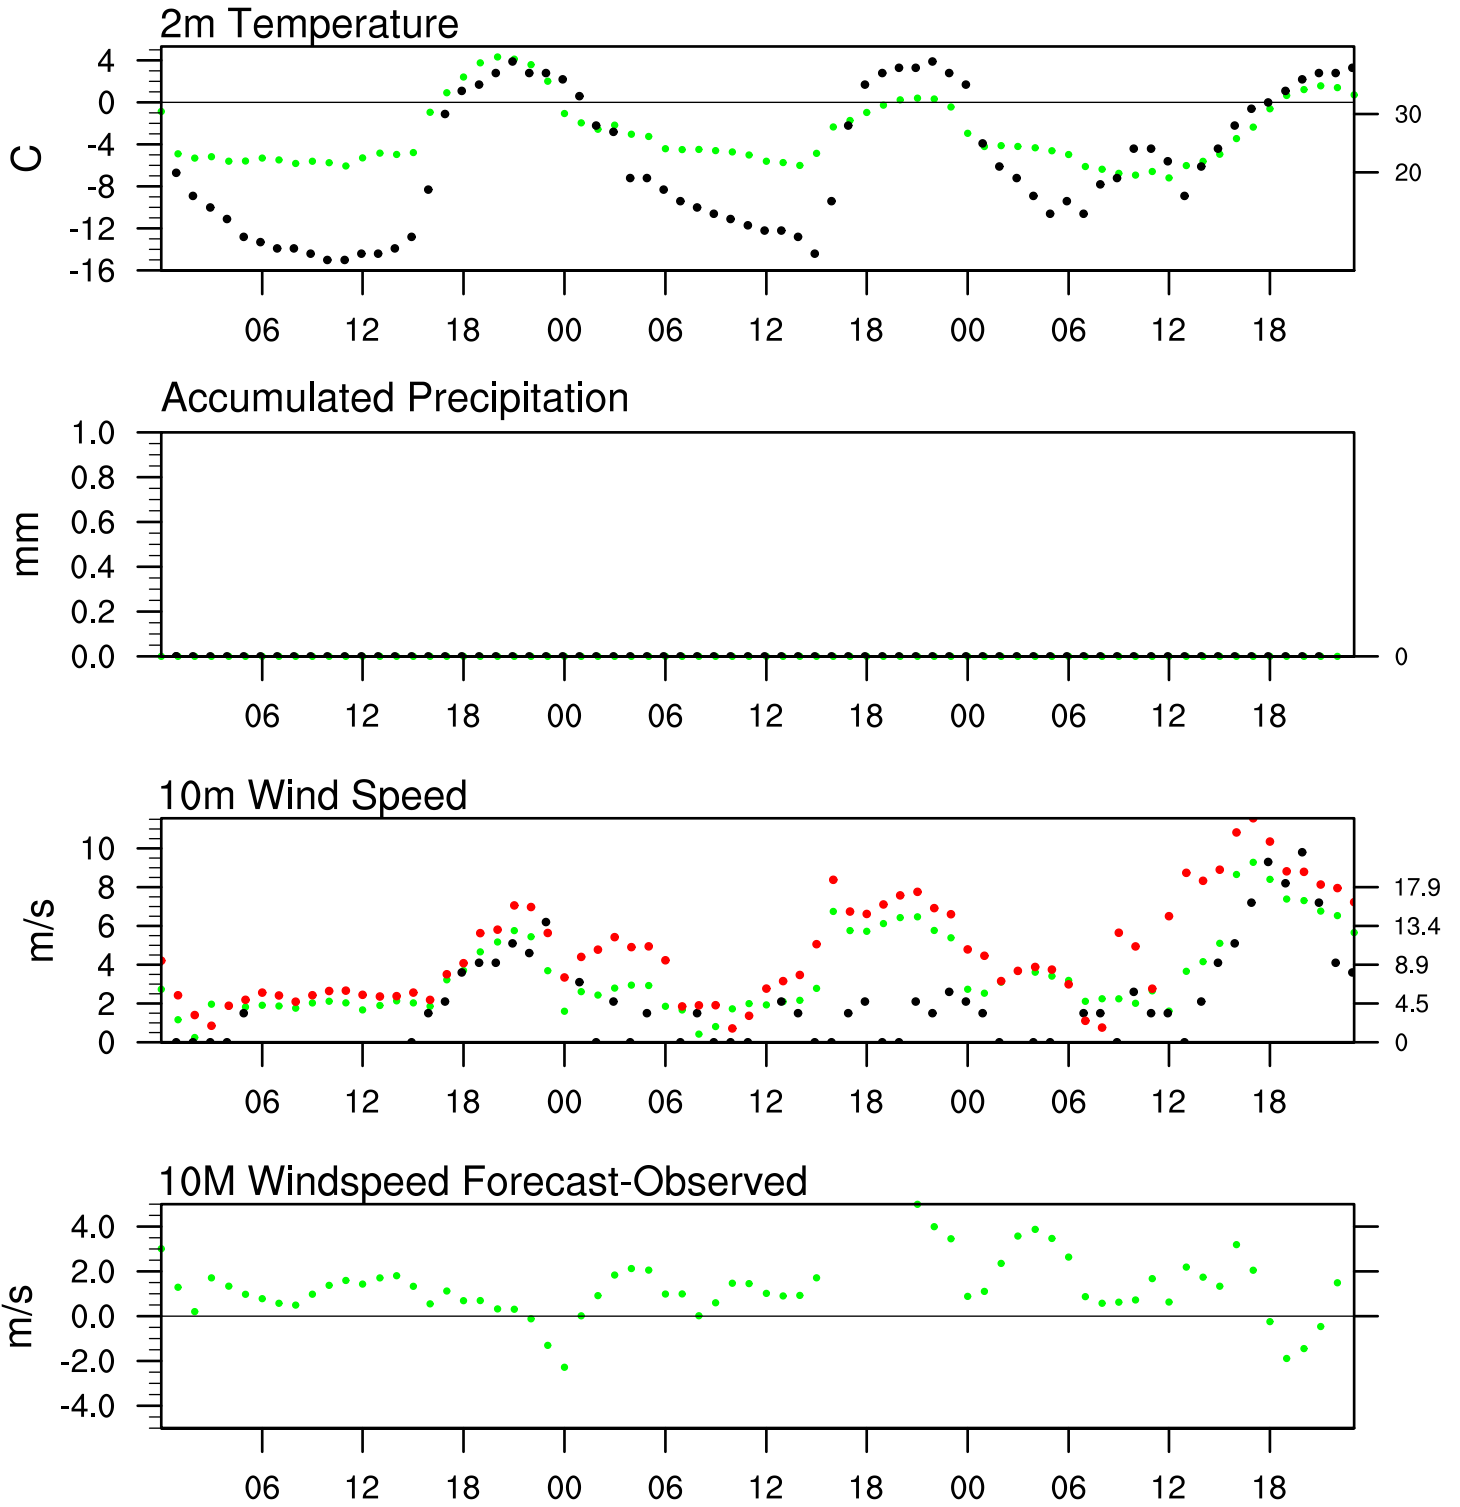 2m Temperature
4
0
-4
-8
-12
-16
C
30
20
06 12 18 00 06 12 18 00 06 12 18
Accumulated Precipitation
1.0
0.8
0.6
0.4
0.2
0.0
mm
0
06 12 18 00 06 12 18 00 06 12 18
10m Wind Speed
10
8
6
4
2
0
m/s
17.9
13.4
8.9
4.5
0
06 12 18 00 06 12 18 00 06 12 18
10M Windspeed Forecast-Observed
4.0
2.0
0.0
-2.0
-4.0
m/s
06 12 18 00 06 12 18 00 06 12 18